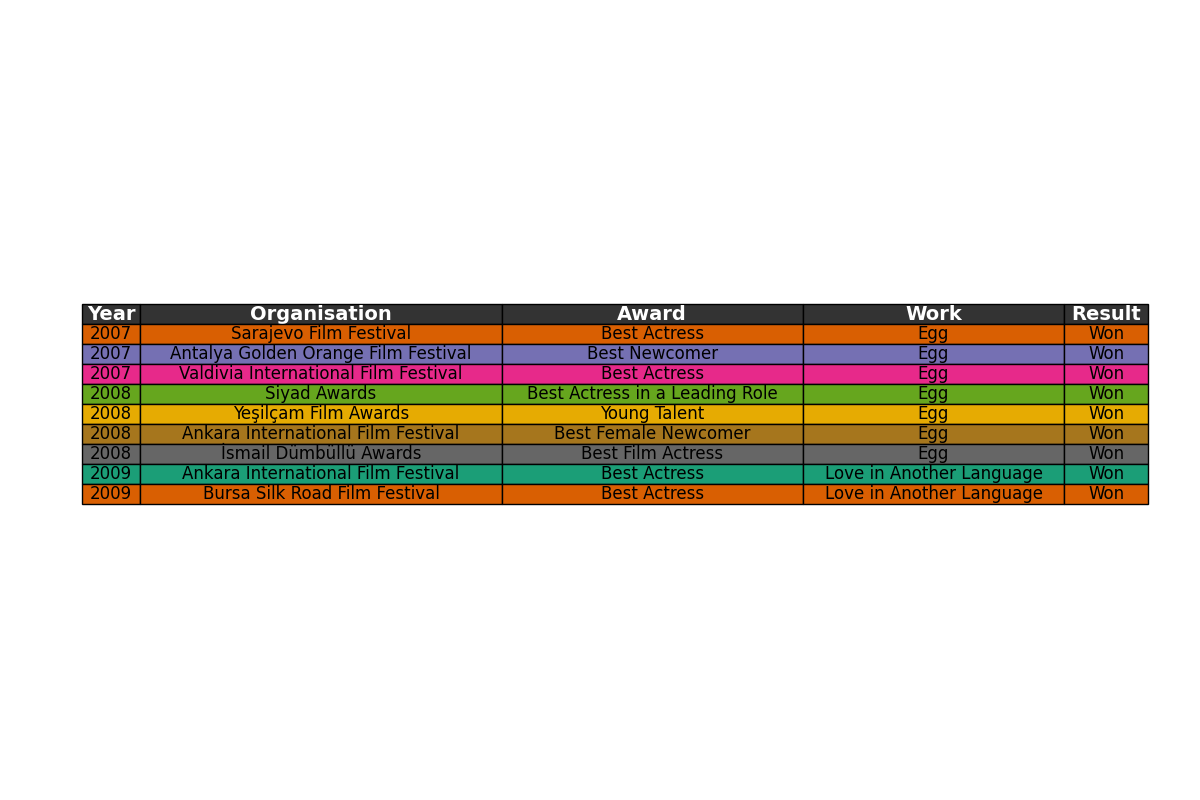 Year Organisation Award Work Result
2007 Sarajevo Film Festival Best Actress Egg Won
2007 Antalya Golden Orange Film Festival Best Newcomer Egg Won
2007 Valdivia International Film Festival Best Actress Egg Won
2008 Siyad Awards Best Actress in a Leading Role Egg Won
2008 Yeşilçam Film Awards Young Talent Egg Won
2008 Ankara International Film Festival Best Female Newcomer Egg Won
2008 İsmail Dümbüllü Awards Best Film Actress Egg Won
2009 Ankara International Film Festival Best Actress Love in Another Language Won
2009 Bursa Silk Road Film Festival Best Actress Love in Another Language Won